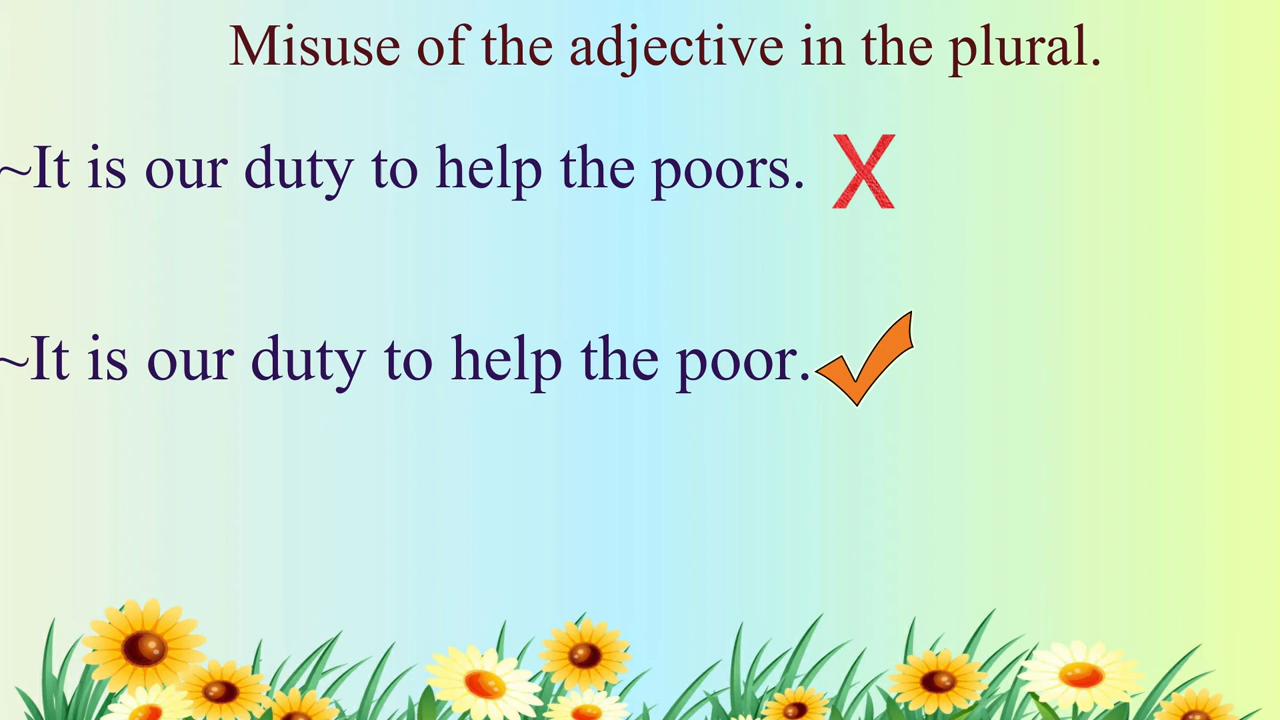 Misuse of the adjective in the plural.
~It is our duty to help the poors. X
~It is our duty to help the poor.